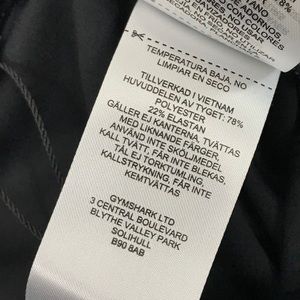 TEMPERATURA BAJA, NO
LIMPIAR EN SECO
TILLVERKAD I VIETNAM
HUVUDDELEN AV TYGET: 78%
POLYESTER
22% ELASTAN
GÄLLER EJ KANTERNA, TVÄTTAS
MED LIKNANDE FÄRGER,
ANVÄND INTE SKÖLJMEDEL
KALL TVÄTT, FÅR INTE BLEKAS,
TÅL EJ TORKTUMLING,
KALLSTRYKNING, FÅR INTE
KEMTVÄTTAS
GYMSHARK LTD
3 CENTRAL BOULEVARD
BLYTHE VALLEY PARK
SOLIHULL
B90 8AB